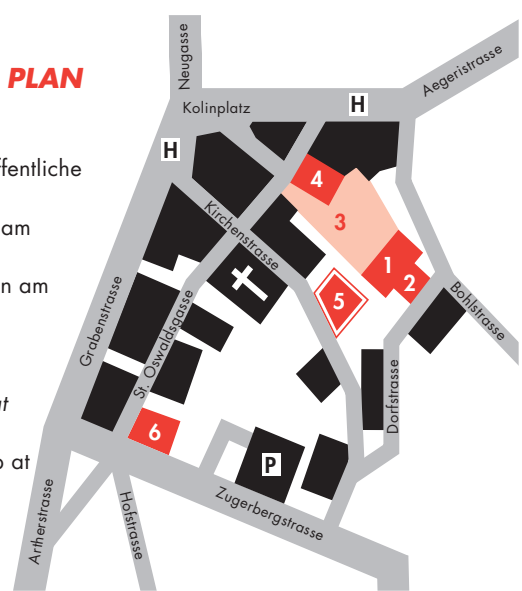 PLAN
ffentliche
am
n am
at
o at
Neugasse
Kolinplatz
H
Aegeristrasse
H
4
Kirchenstrasse
3
1
2
5
Bohlstrasse
Grabenstrasse
St. Oswaldsgasse
Dorfstrasse
6
P
Zugerbergstrasse
Artherstrasse
Hofstrasse